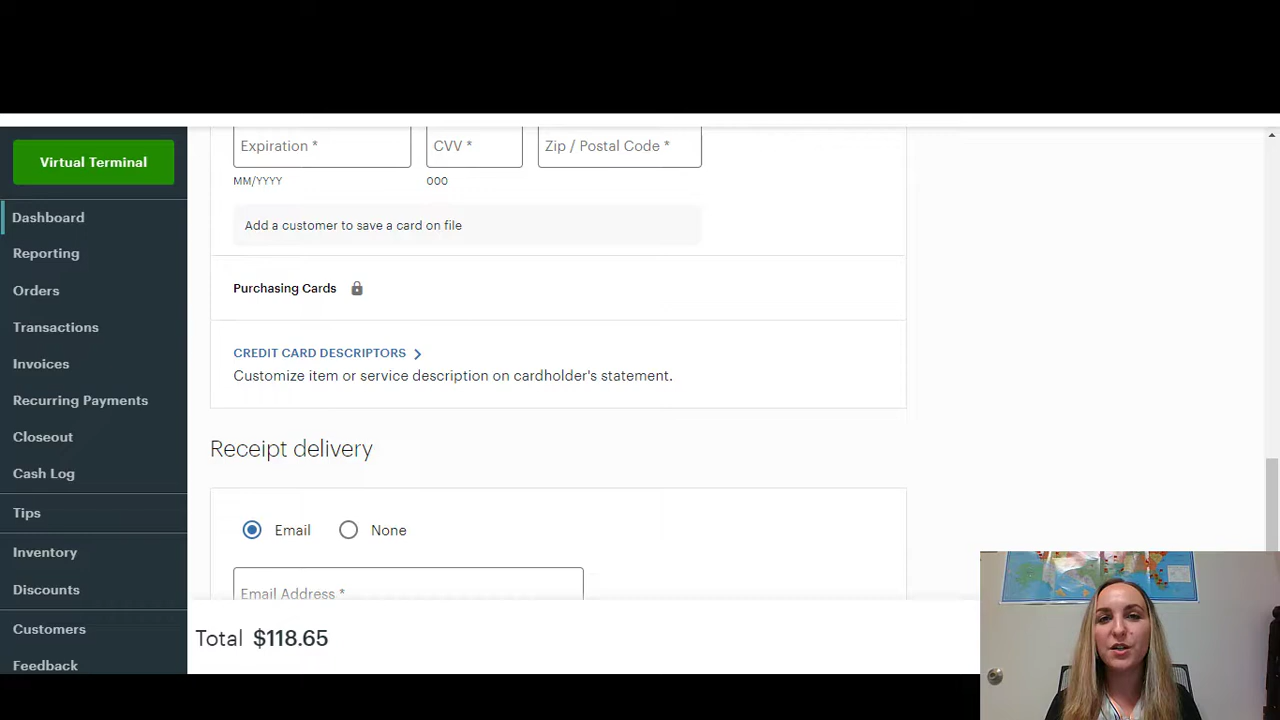 Virtual Terminal
Dashboard
Reporting
Orders
Transactions
Invoices
Recurring Payments
Closeout
Cash Log
Tips
Inventory
Discounts
Customers
Feedback
Expiration *
CVV *
Zip / Postal Code *
MM/YYYY
000
Add a customer to save a card on file
Purchasing Cards
CREDIT CARD DESCRIPTORS
Customize item or service description on cardholder's statement.
Receipt delivery
Email
None
Email Address *
Total $118.65